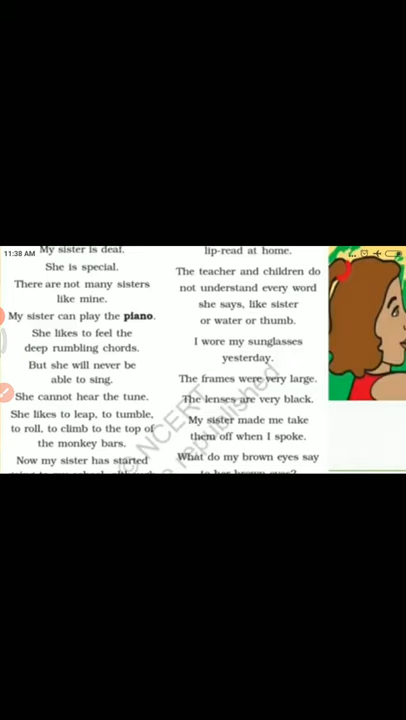 11:38 AM
My sister is deaf.
She is special.
There are not many sisters
like mine.
My sister can play the piano.
She likes to feel the
deep rumbling chords.
But she will never be
able to sing.
She cannot hear the tune.
She likes to leap, to tumble,
to roll, to climb to the top of
the monkey bars.
Now my sister has started
lip-read at home.
The teacher and children do
not understand every word
she says, like sister
or water or thumb.
I wore my sunglasses
yesterday.
The frames were very large.
The lenses are very black.
My sister made me take
them off when I spoke.
What do my brown eyes say
to her brown eyes?
© NCERT
be republished